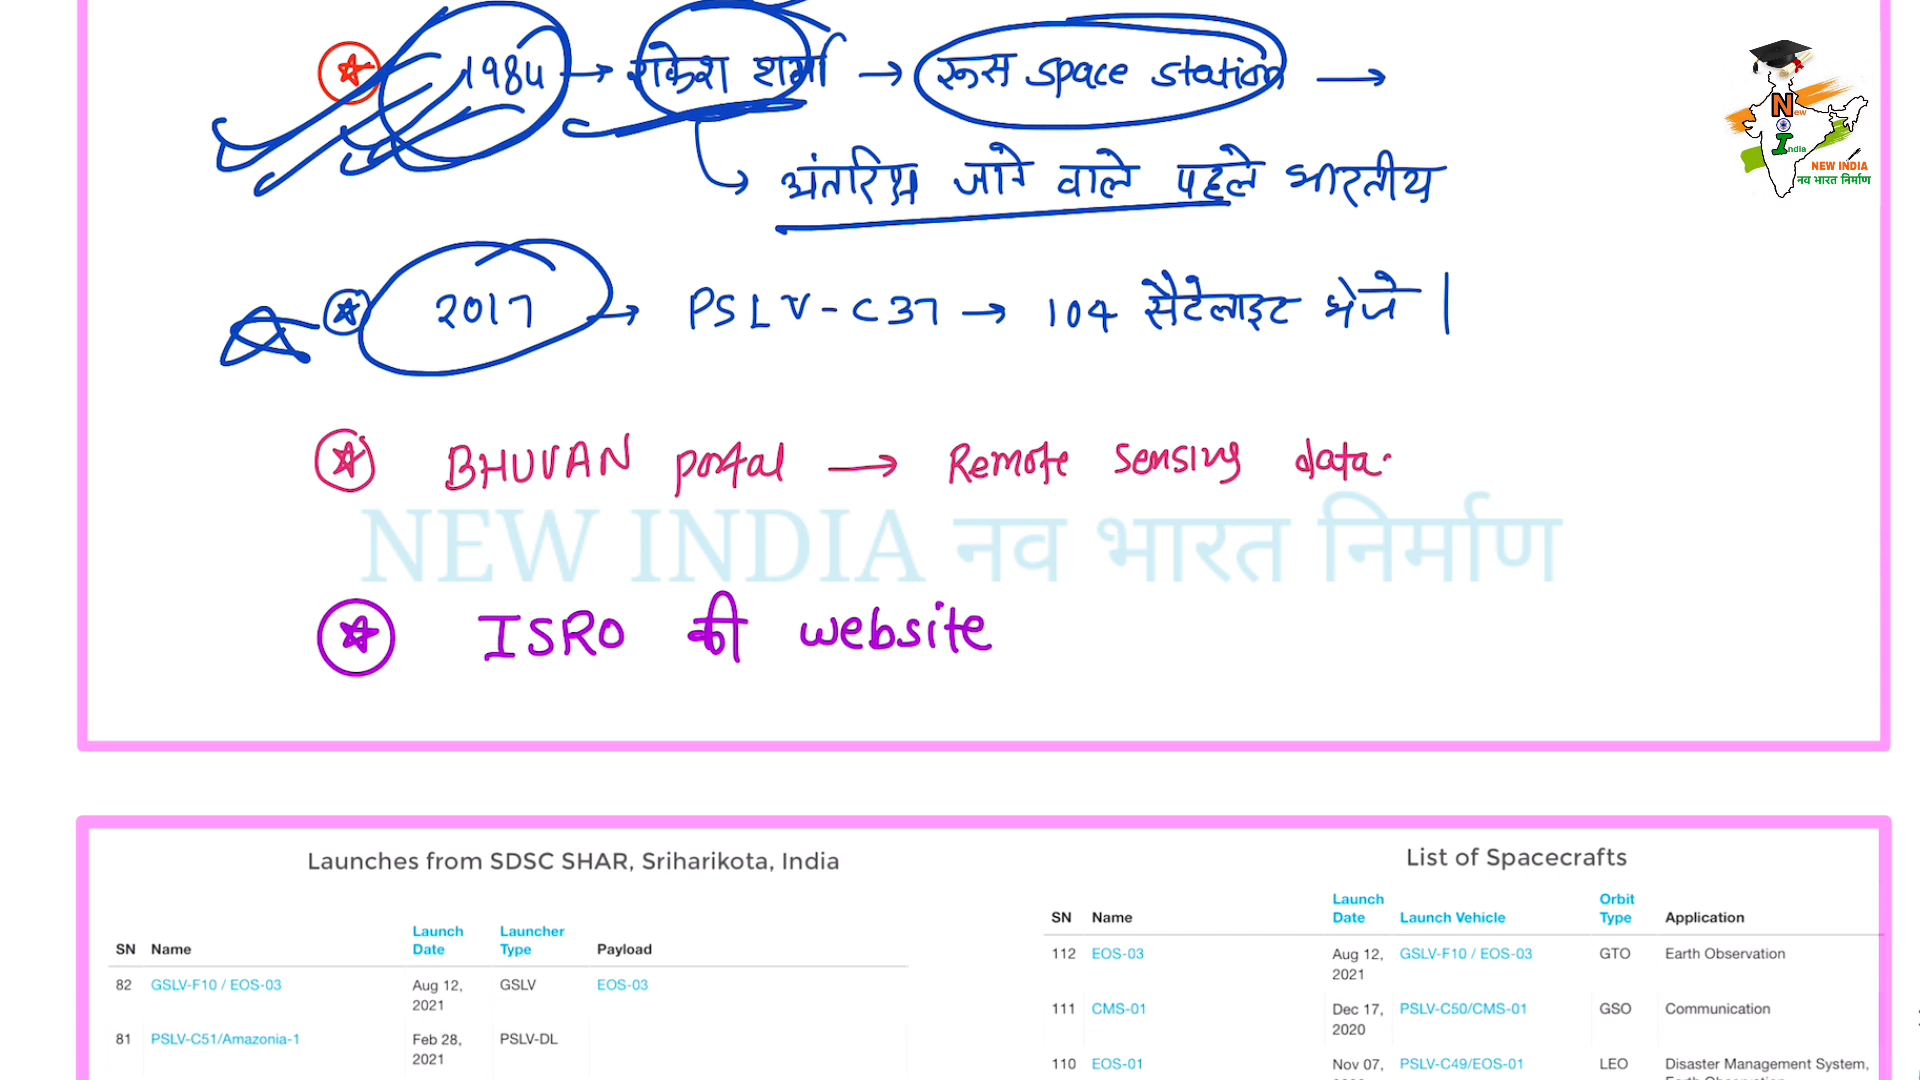 1984 → राकेश शर्मा → रूस space station →
अंतरिक्ष जाने वाले पहले भारतीय
2017 → PSLV-C37 → 104 सैटेलाइट भेजे |
BHUVAN portal → Remote sensing data.
NEW INDIA नव भारत निर्माण
ISRO की website
New
India
NEW INDIA
नव भारत निर्माण
Launches from SDSC SHAR, Sriharikota, India
SN Name Launch Date Launcher Type Payload
82 GSLV-F10 / EOS-03 Aug 12, 2021 GSLV EOS-03
81 PSLV-C51/Amazonia-1 Feb 28, 2021 PSLV-DL
List of Spacecrafts
SN Name Launch Date Launch Vehicle Orbit Type Application
112 EOS-03 Aug 12, 2021 GSLV-F10 / EOS-03 GTO Earth Observation
111 CMS-01 Dec 17, 2020 PSLV-C50/CMS-01 GSO Communication
110 EOS-01 Nov 07, PSLV-C49/EOS-01 LEO Disaster Management System,